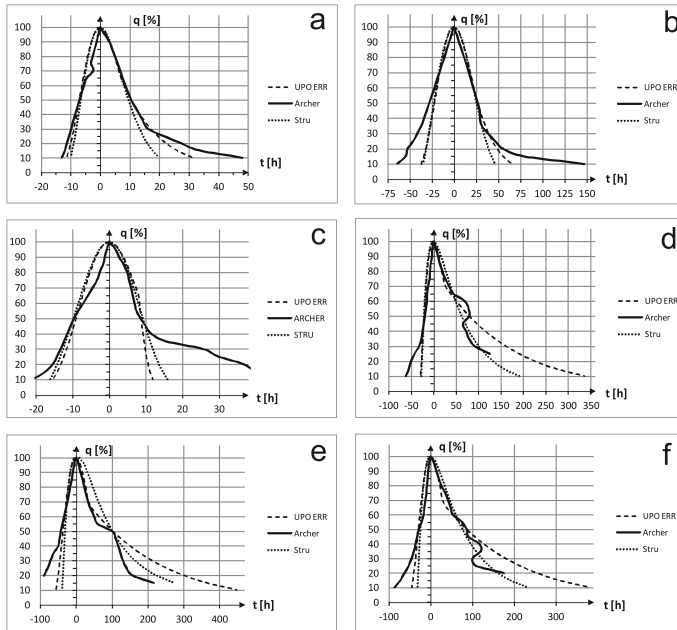 q [%]
a
100
90
80
70
60
50
40
30
20
10
0
-20 -10 0 10 20 30 40 50
t [h]
UPO ERR
Archer
Stru
q [%]
b
100
90
80
70
60
50
40
30
20
10
0
-75 -50 -25 0 25 50 75 100 125 150
t [h]
UPO ERR
Archer
Stru
q [%]
c
100
90
80
70
60
50
40
30
20
10
0
-20 -10 0 10 20 30
t [h]
UPO ERR
ARCHER
STRU
q [%]
d
100
90
80
70
60
50
40
30
20
10
0
-100 -50 0 50 100 150 200 250 300 350
t [h]
UPO ERR
Archer
Stru
q [%]
e
100
90
80
70
60
50
40
30
20
10
0
-100 0 100 200 300 400
t [h]
UPO ERR
Archer
Stru
q [%]
f
100
90
80
70
60
50
40
30
20
10
0
-100 0 100 200 300
t [h]
UPO ERR
Archer
Stru